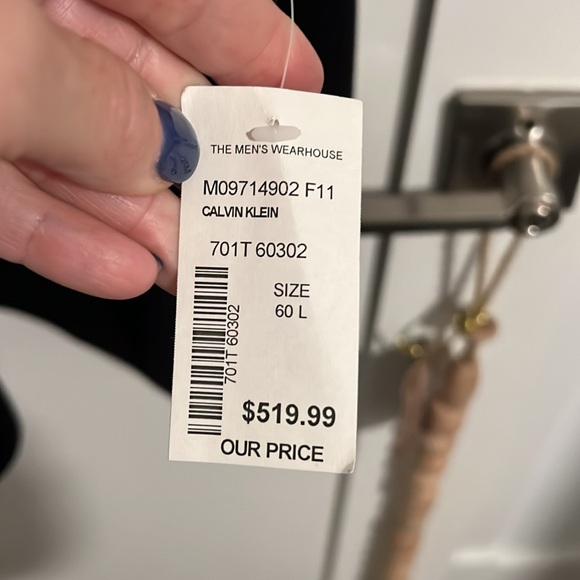 THE MEN'S WEARHOUSE
M09714902 F11
CALVIN KLEIN
701T 60302
SIZE
60 L
701T 60302
$519.99
OUR PRICE